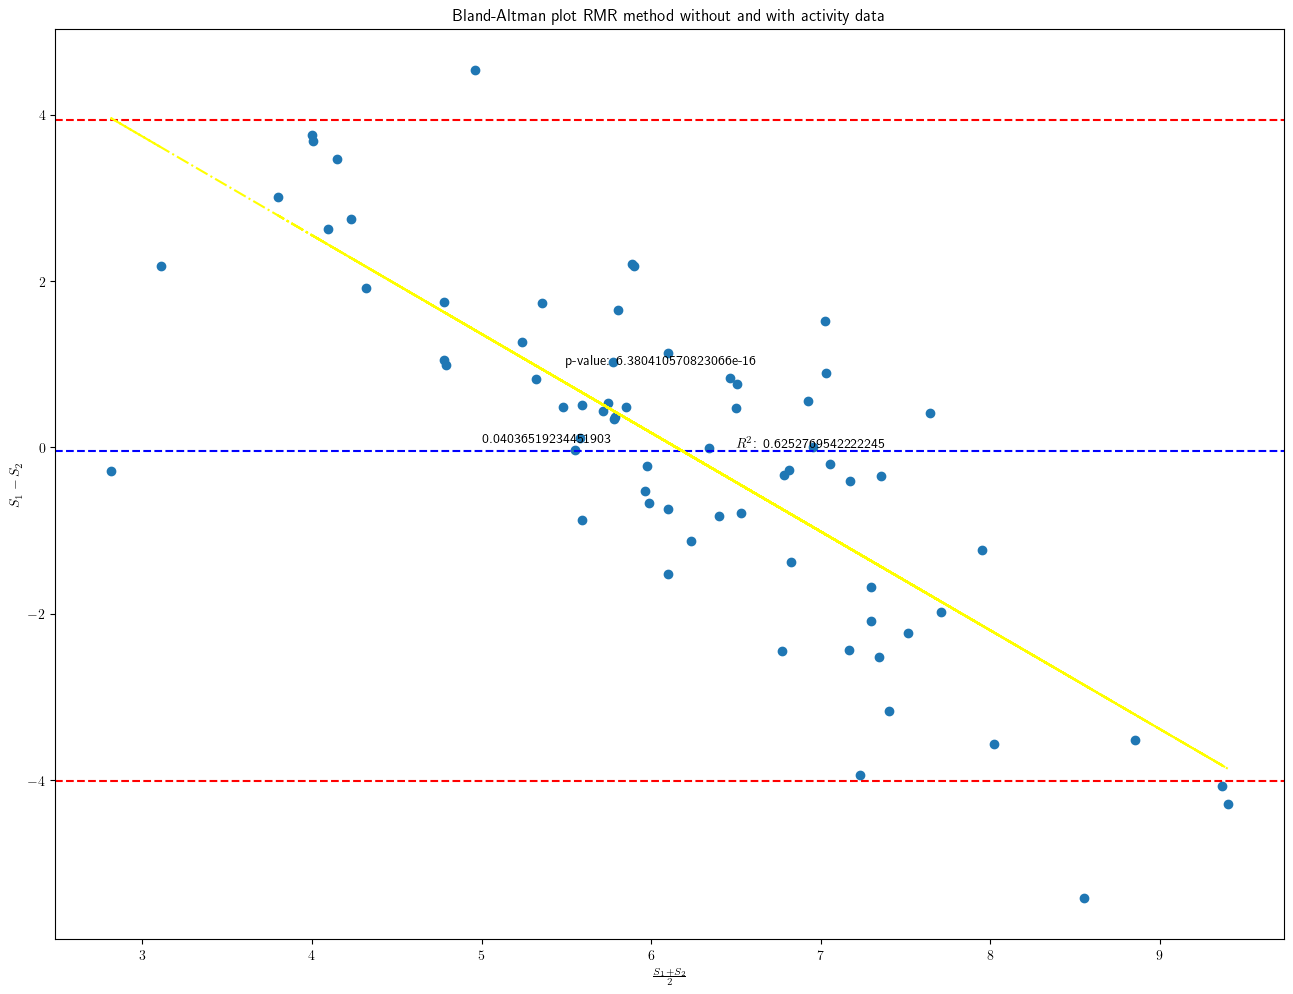 Bland-Altman plot RMR method without and with activity data
4
2
p-value: 6.380410570823066e-16
0.04036519234451903
R²: 0.6252769542222245
0
−2
−4
S₁ − S₂
3 4 5 6 7 8 9
S₁+S₂
2